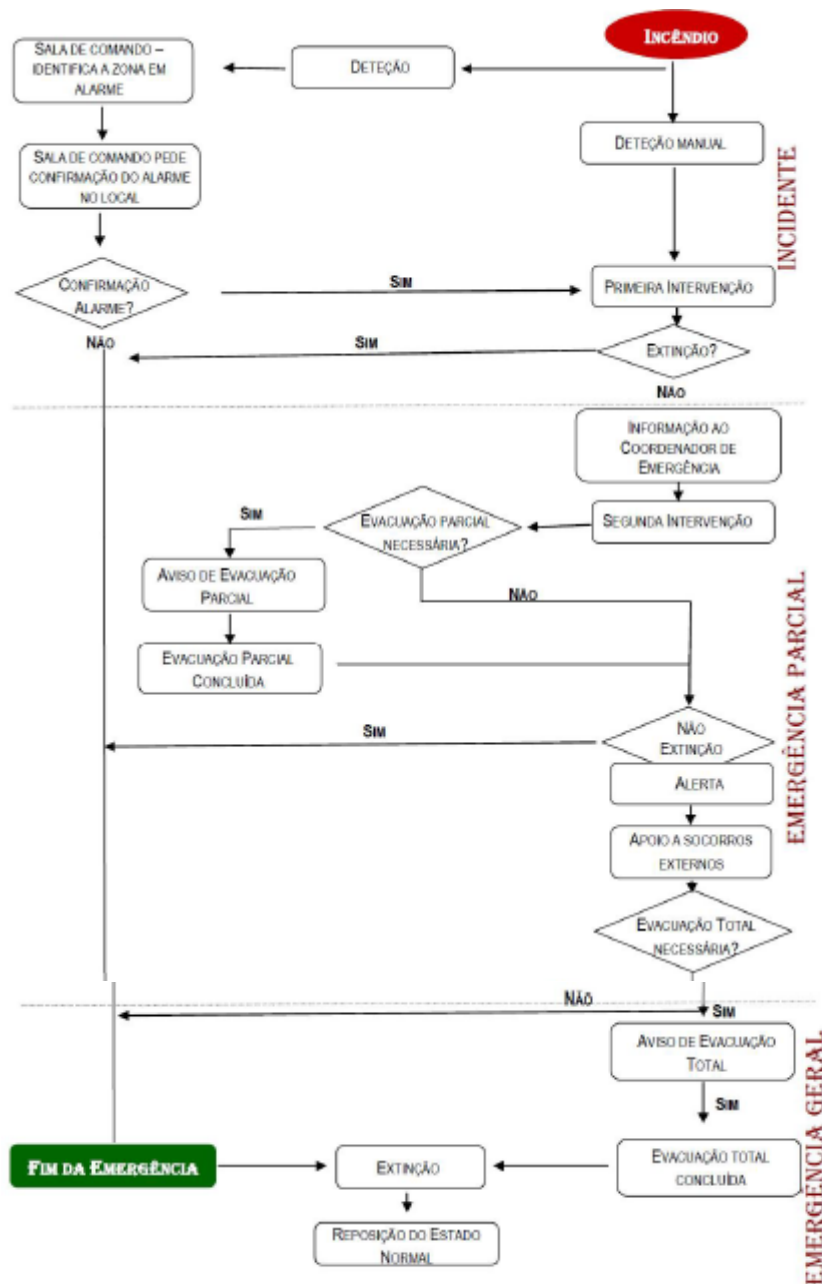 INCÊNDIO
SALA DE COMANDO –
IDENTIFICA A ZONA EM
ALARME
DETEÇÃO
DETEÇÃO MANUAL
SALA DE COMANDO PEDE
CONFIRMAÇÃO DO ALARME
NO LOCAL
INCIDENTE
CONFIRMAÇÃO
ALARME?
SIM
PRIMEIRA INTERVENÇÃO
NÃO
SIM
EXTINÇÃO?
NÃO
INFORMAÇÃO AO
COORDENADOR DE
EMERGÊNCIA
SIM
EVACUAÇÃO PARCIAL
NECESSÁRIA?
SEGUNDA INTERVENÇÃO
AVISO DE EVACUAÇÃO
PARCIAL
NÃO
EVACUAÇÃO PARCIAL
CONCLUÍDA
EMERGÊNCIA PARCIAL
SIM
NÃO
EXTINÇÃO
ALERTA
APOIO A SOCORROS
EXTERNOS
EVACUAÇÃO TOTAL
NECESSÁRIA?
NÃO
SIM
AVISO DE EVACUAÇÃO
TOTAL
SIM
EMERGENCIA GERAL
FIM DA EMERGÊNCIA
EXTINÇÃO
EVACUAÇÃO TOTAL
CONCLUÍDA
REPOSIÇÃO DO ESTADO
NORMAL